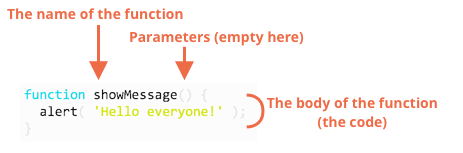 The name of the function
Parameters (empty here)
function showMessage() {
alert( 'Hello everyone!' );
}
The body of the function
(the code)